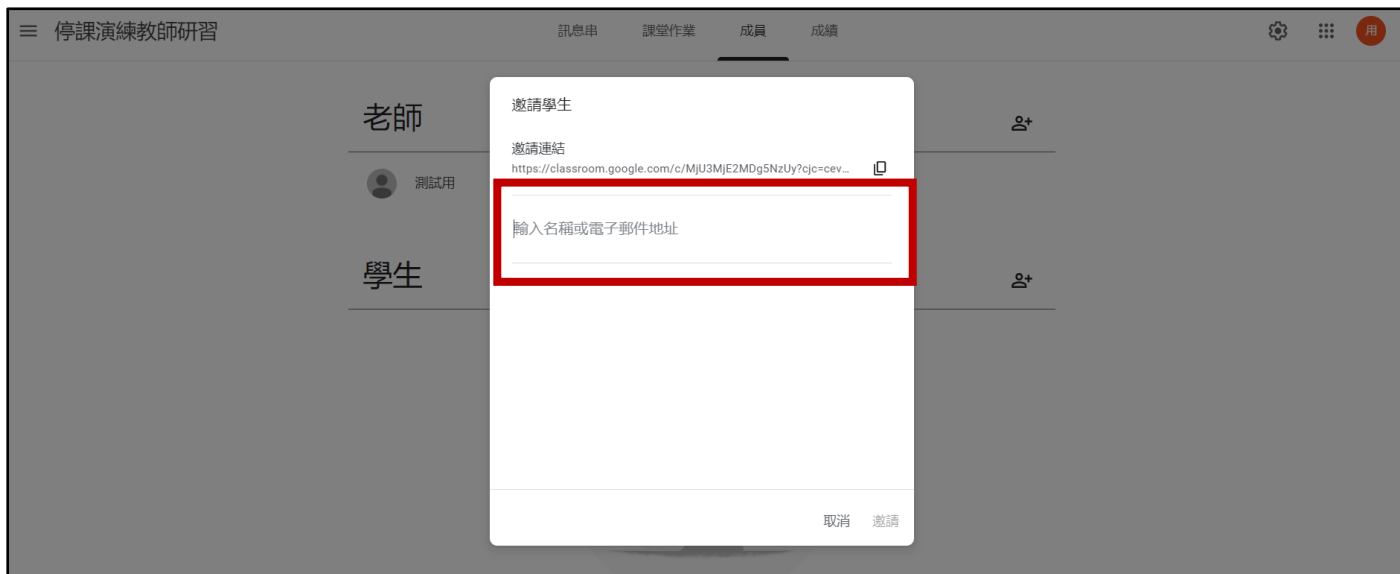 停課演練教師研習
訊息串 課堂作業 成員 成績
用
邀請學生
老師
邀請連結
https://classroom.google.com/c/MjU3MjE2MDg5NzUy?cjc=cev...
測試用
輸入名稱或電子郵件地址
學生
取消 邀請